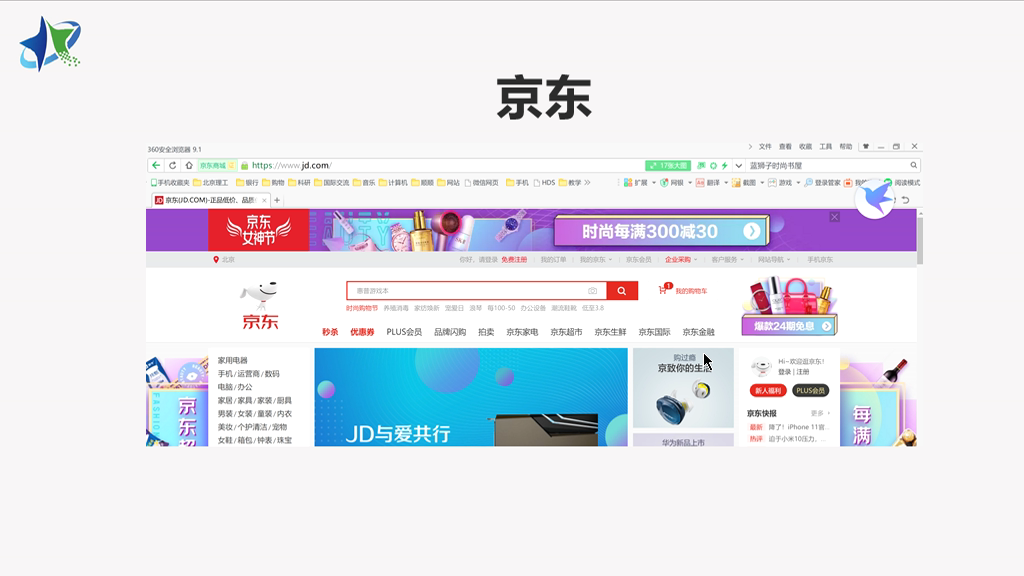 京东
360安全浏览器 9.1
文件 查看 收藏 工具 帮助
京东商城 https://www.jd.com/ 17张大图 蓝狮子时尚书屋
手机收藏夹 北京理工 银行 购物 科研 国际交流 音乐 计算机 顺顺 网站 微信网页 手机 HDS 教学 扩展 网银 翻译 截图 游戏 登录管家 阅读模式
京东(JD.COM)-正品低价、品质
京东
女神节
时尚每满300减30
北京 你好，请登录 免费注册 我的订单 我的京东 京东会员 企业采购 客户服务 网站导航 手机京东
惠普游戏本
1
我的购物车
时尚购物节 养殖消毒 家纺焕新 宠爱日 洛琴 每100-50 办公设备 潮流鞋靴 低至3.8
京东
爆款24期免息
秒杀 优惠券 PLUS会员 品牌闪购 拍卖 京东家电 京东超市 京东生鲜 京东国际 京东金融
家用电器
手机/运营商/数码
电脑/办公
家居/家具/家装/厨具
男装/女装/童装/内衣
美妆/个护清洁/宠物
女鞋/箱包/钟表/珠宝
FASHION
京东
JD与爱共行
购过瘾
京致你的生活
华为新品上市
Hi~欢迎逛京东!
登录 | 注册
新人福利 PLUS会员
京东快报 更多
最新 降了! iPhone 11官...
热评 迫于小米10压力，...
每满